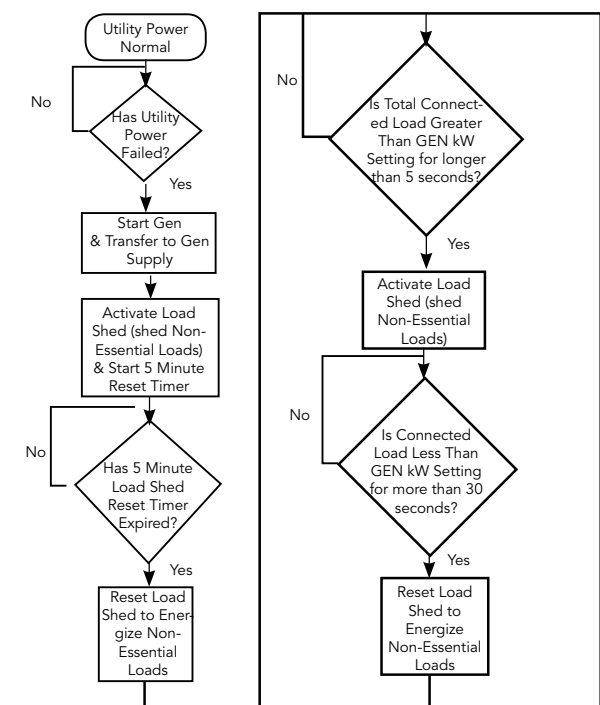 Utility Power
Normal
No
Has Utility
Power
Failed?
Yes
Start Gen
& Transfer to Gen
Supply
Activate Load
Shed (shed Non-
Essential Loads)
& Start 5 Minute
Reset Timer
No
Has 5 Minute
Load Shed
Reset Timer
Expired?
Yes
Reset Load
Shed to Ener-
gize Non-
Essential
Loads
No
Is Total Connect-
ed Load Greater
Than GEN kW
Setting for longer
than 5 seconds?
Yes
Activate Load
Shed (shed
Non-Essential
Loads)
No
Is Connected
Load Less Than
GEN kW Setting
for more than 30
seconds?
Yes
Reset Load
Shed to
Energize
Non-Essential
Loads